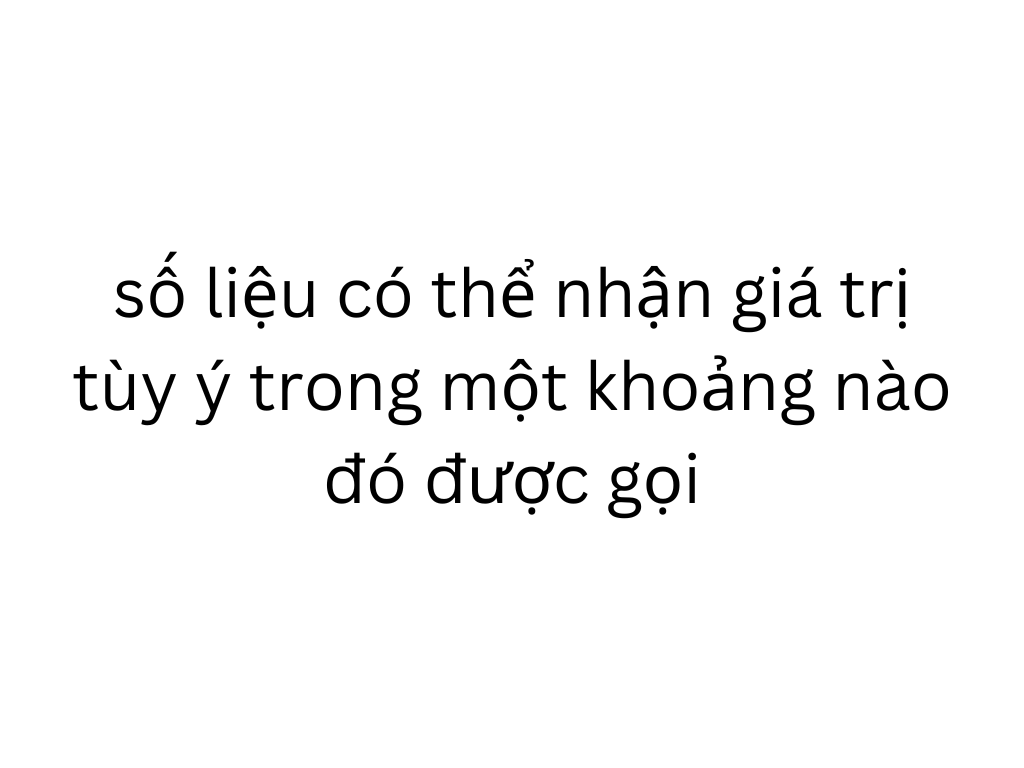 số liệu có thể nhận giá trị
tùy ý trong một khoảng nào
đó được gọi